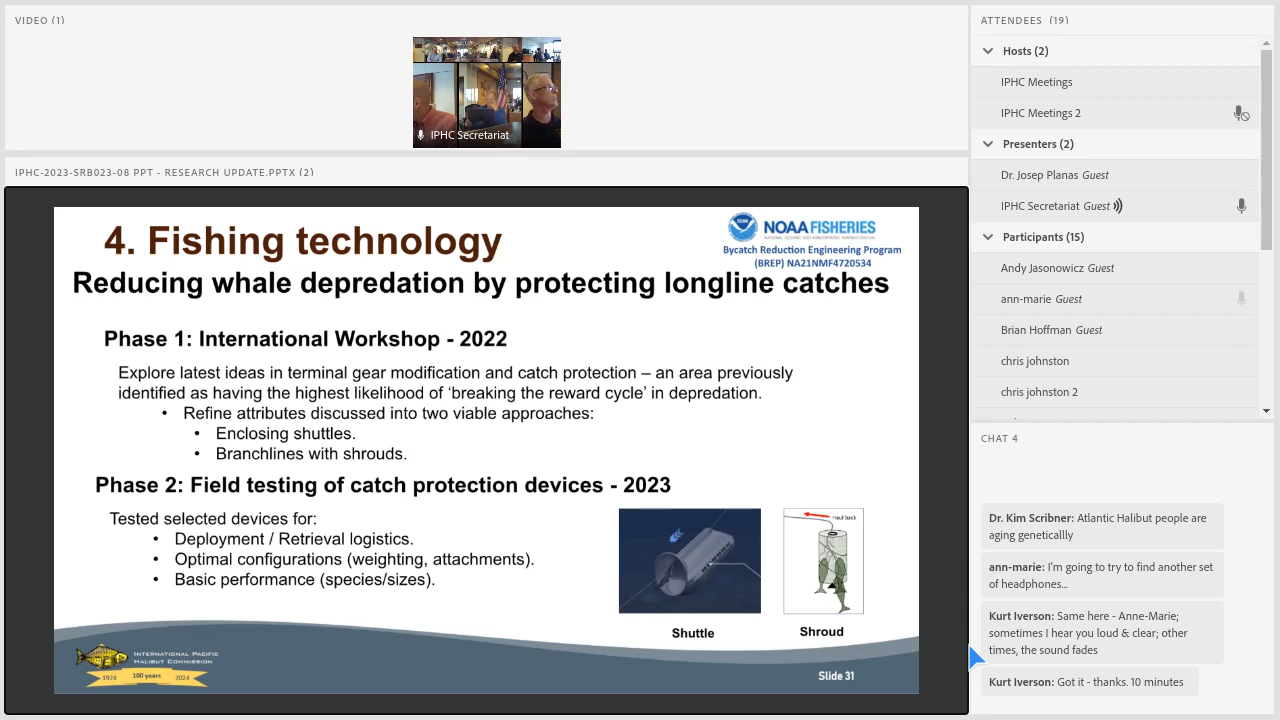 VIDEO (1)
IPHC Secretariat
IPHC-2023-SRB023-08 PPT - RESEARCH UPDATE.PPTX (2)
4. Fishing technology
NOAA FISHERIES
Bycatch Reduction Engineering Program
(BREP) NA21NMF4720534
Reducing whale depredation by protecting longline catches
Phase 1: International Workshop - 2022
Explore latest ideas in terminal gear modification and catch protection – an area previously
identified as having the highest likelihood of ‘breaking the reward cycle’ in depredation.
• Refine attributes discussed into two viable approaches:
• Enclosing shuttles.
• Branchlines with shrouds.
Phase 2: Field testing of catch protection devices - 2023
Tested selected devices for:
• Deployment / Retrieval logistics.
• Optimal configurations (weighting, attachments).
• Basic performance (species/sizes).
Haul back
Shuttle
Shroud
INTERNATIONAL PACIFIC
HALIBUT COMMISSION
1924 100 years 2024
Slide 31
ATTENDEES (19)
Hosts (2)
IPHC Meetings
IPHC Meetings 2
Presenters (2)
Dr. Josep Planas Guest
IPHC Secretariat Guest
Participants (15)
Andy Jasonowicz Guest
ann-marie Guest
Brian Hoffman Guest
chris johnston
chris johnston 2
CHAT 4
Dr. Kim Scribner: Atlantic Halibut people are
aging genetically
ann-marie: I'm going to try to find another set
of headphones...
Kurt Iverson: Same here - Anne-Marie;
sometimes I hear you loud & clear; other
times, the audio fades
Kurt Iverson: Got it - thanks. 10 minutes